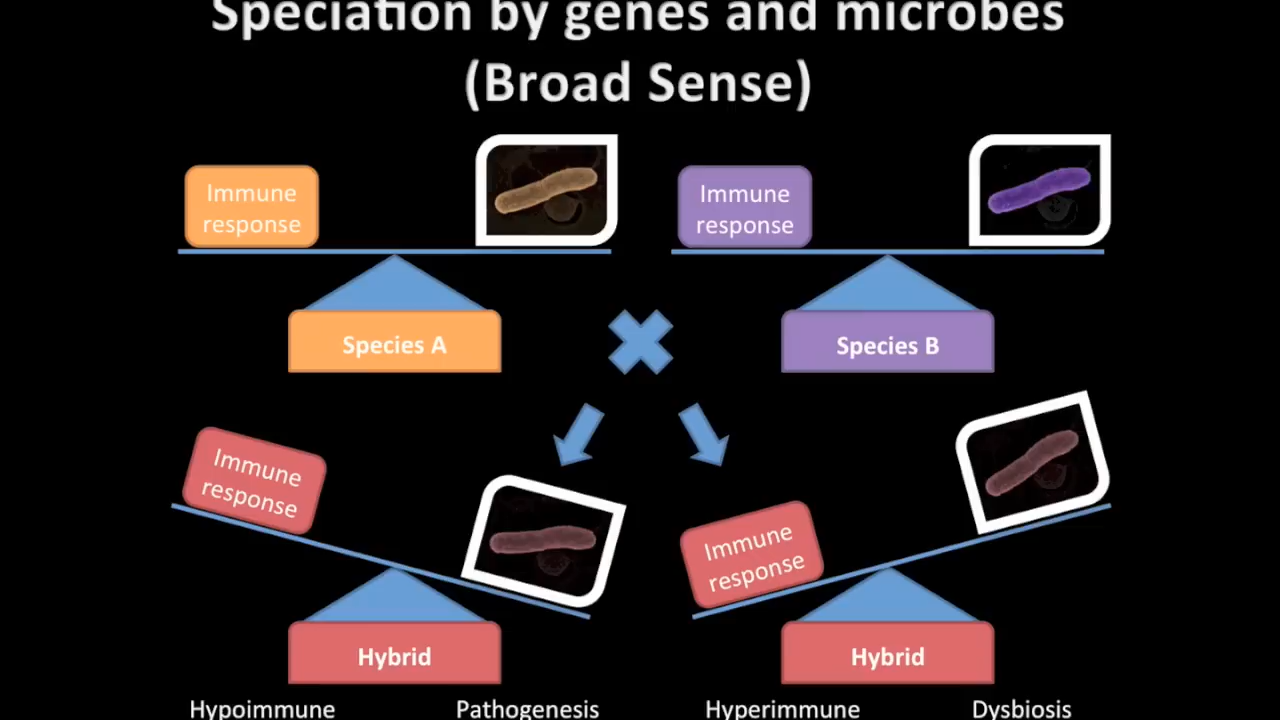 Speciation by genes and microbes
(Broad Sense)
Immune
response
Immune
response
Species A
Species B
Immune
response
Immune
response
Hybrid
Hybrid
Hypoimmune
Pathogenesis
Hyperimmune
Dysbiosis